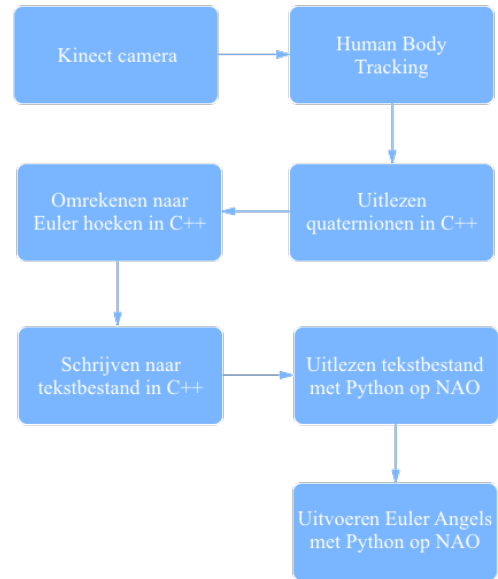 Kinect camera
Human Body
Tracking
Uitlezen
quaternionen in C++
Omrekenen naar
Euler hoeken in C++
Schrijven naar
tekstbestand in C++
Uitlezen tekstbestand
met Python op NAO
Uitvoeren Euler Angels
met Python op NAO